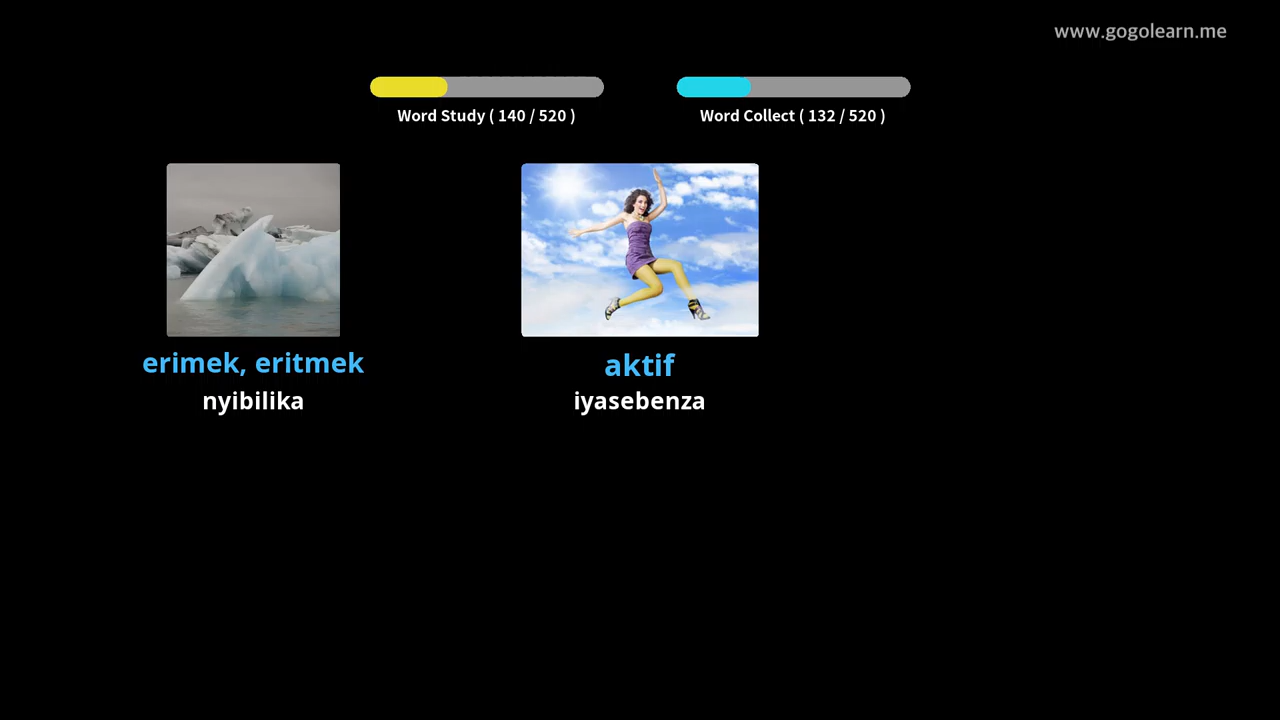 www.gogolearn.me
Word Study ( 140 / 520 )
Word Collect ( 132 / 520 )
erimek, eritmek
nyibilika
aktif
iyasebenza